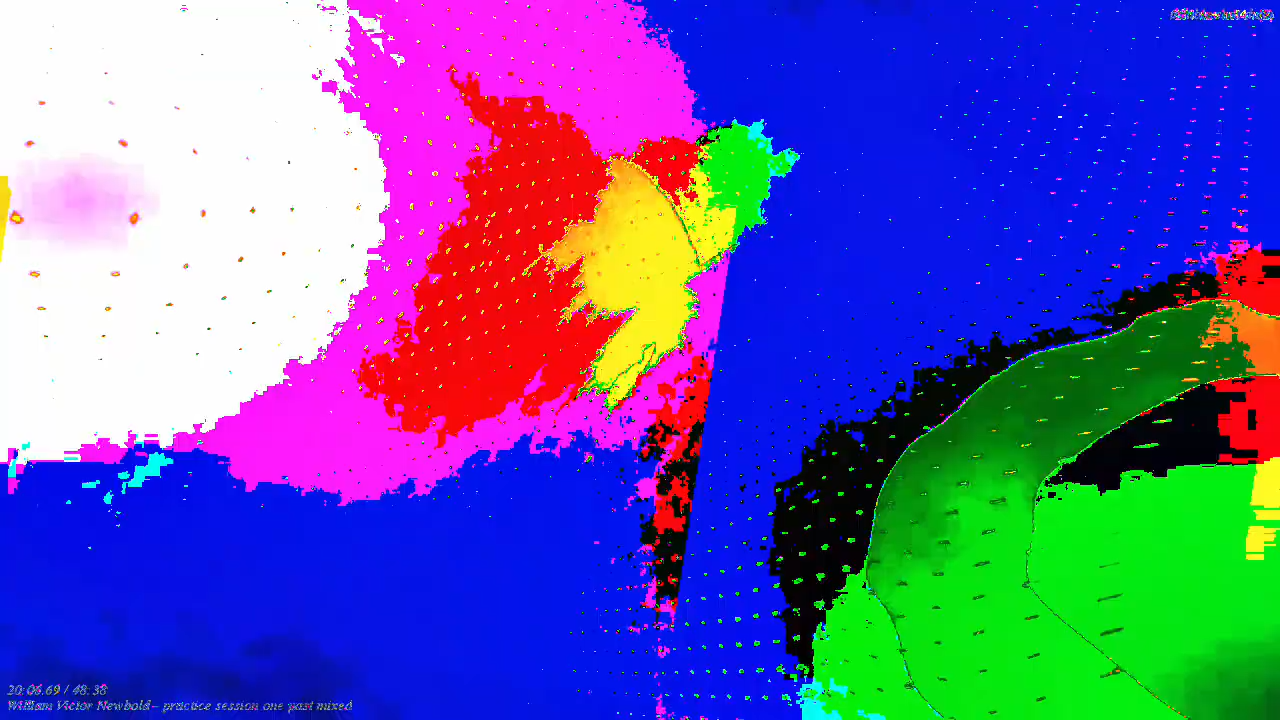 20:06.69 / 48:38
William Victor Newbold – practice session one past mixed